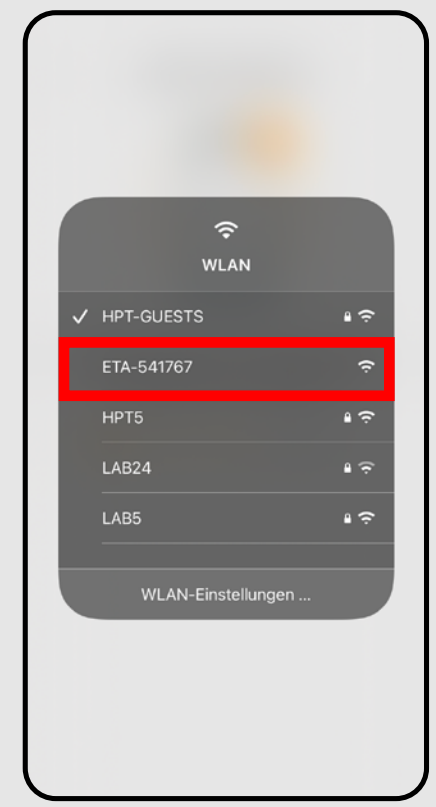 WLAN
HPT-GUESTS
ETA-541767
HPT5
LAB24
LAB5
WLAN-Einstellungen ...